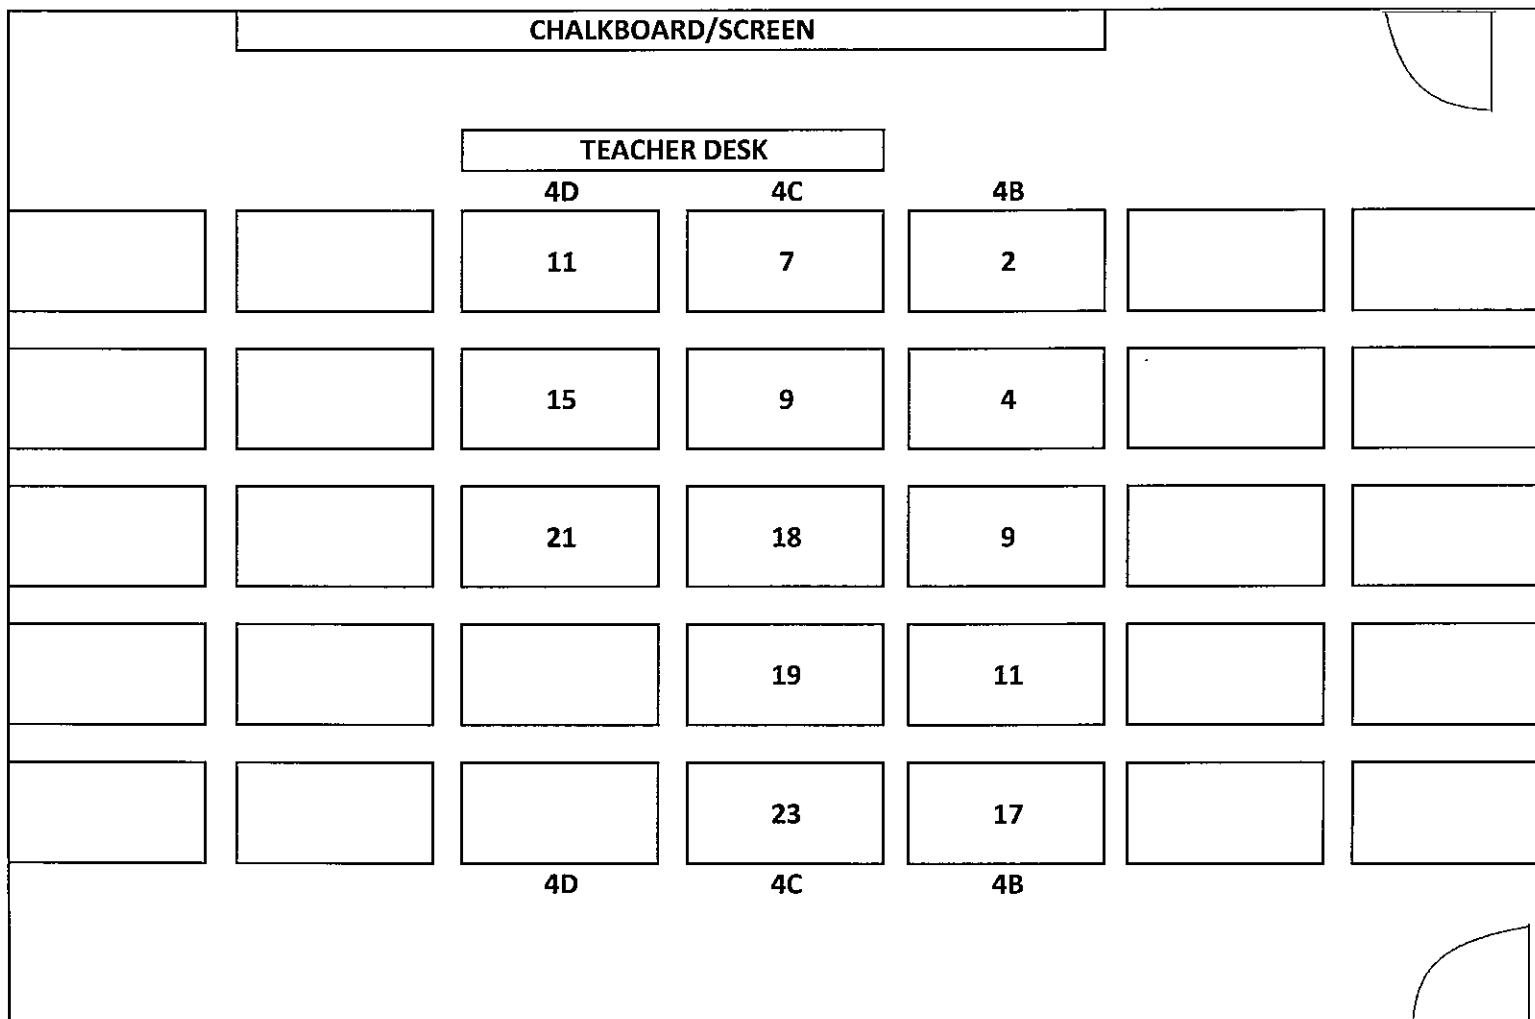 CHALKBOARD/SCREEN
TEACHER DESK
4D 4C 4B
11 7 2
15 9 4
21 18 9
19 11
23 17
4D 4C 4B